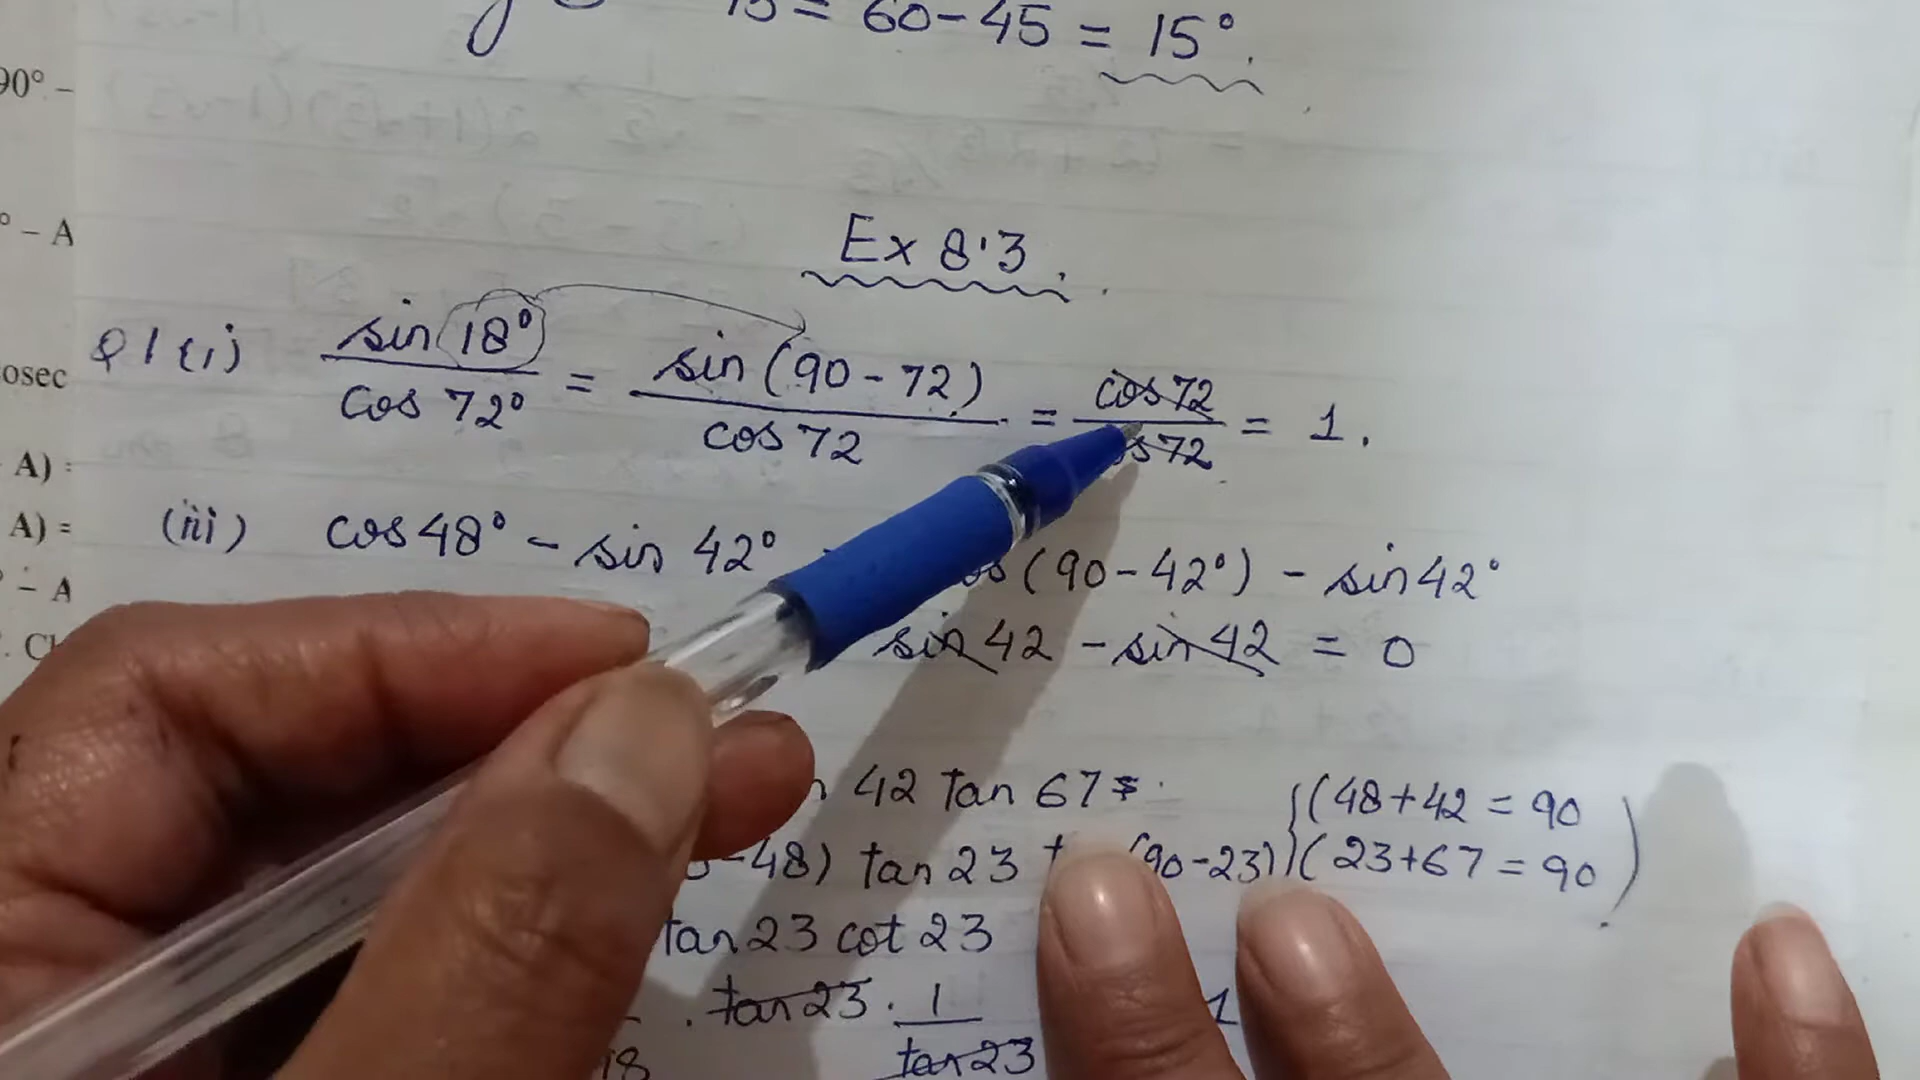 15 = 60 - 45 = 15°.
90° -
Ex 8.3.
° - A
Q1 (i) sin 18° / cos 72° = sin (90 - 72) / cos 72 = cos 72 / cos 72 = 1.
osec
A) =
(iii) cos 48° - sin 42° (90 - 42°) - sin 42°
A) =
- A
sin 42 - sin 42 = 0
42 tan 67 = (48 + 42 = 90
- 48) tan 23 (90 - 23) (23 + 67 = 90)
tan 23 cot 23
. tan 23 . 1 / tan 23 1